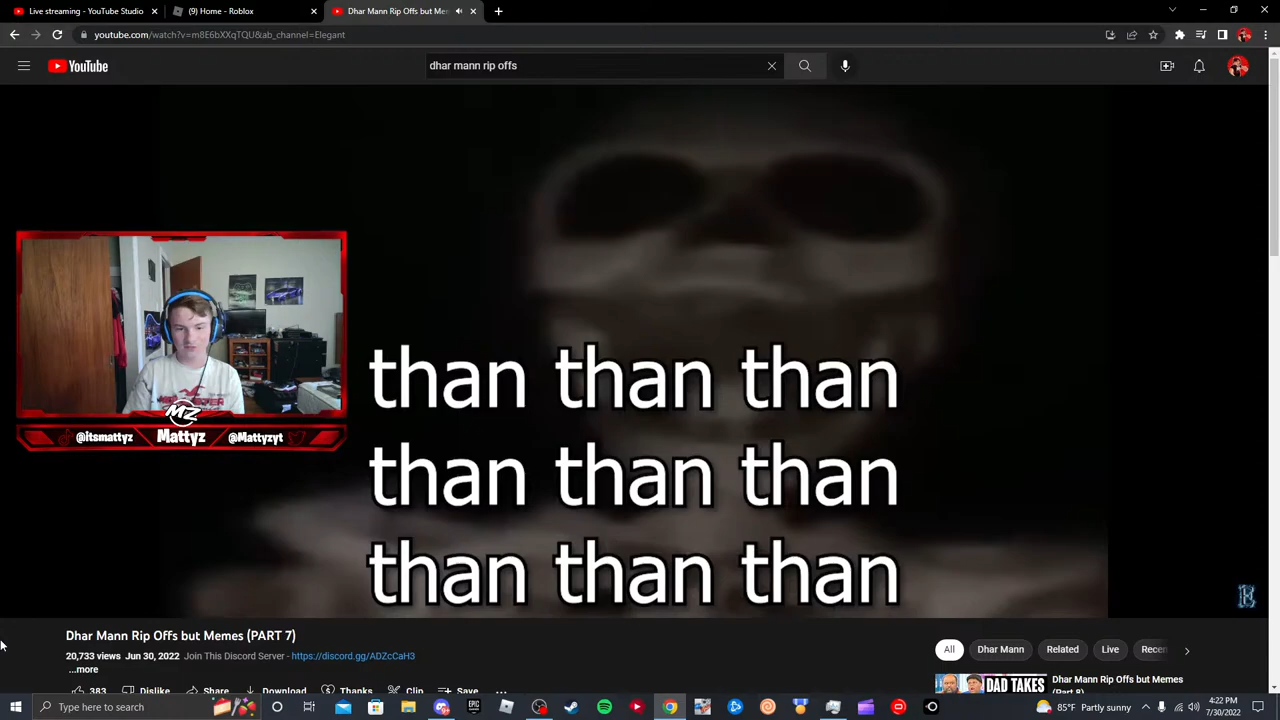 Live streaming - YouTube Studio
(9) Home - Roblox
Dhar Mann Rip Offs but Mem
youtube.com/watch?v=m8E6bXXqTQU&ab_channel=Elegant
YouTube
dhar mann rip offs
than than than
than than than
than than than
MZ
@itsmattyz
Mattyz
@Mattyzyt
Dhar Mann Rip Offs but Memes (PART 7)
20,733 views Jun 30, 2022 Join This Discord Server - https://discord.gg/ADZcCaH3
...more
383
Dislike
Share
Download
Thanks
Clip
Save
All
Dhar Mann
Related
Live
Recen
DAD TAKES
Dhar Mann Rip Offs but Memes
(Part 8)
Type here to search
85°F Partly sunny
4:22 PM
7/30/2022